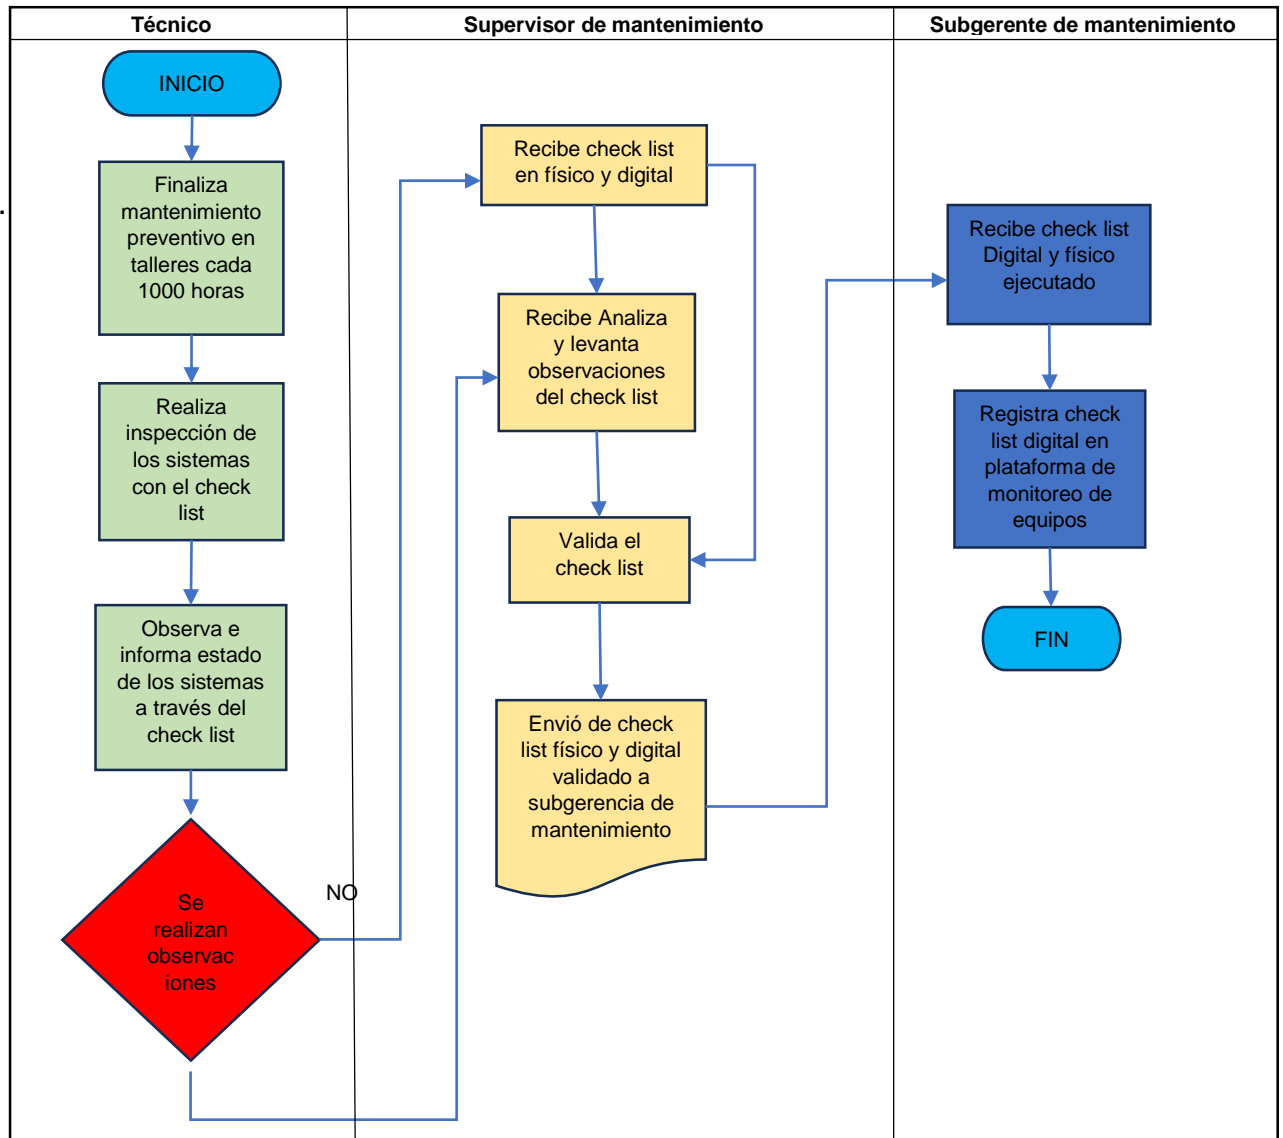 Técnico
Supervisor de mantenimiento
Subgerente de mantenimiento
INICIO
Finaliza
mantenimiento
preventivo en
talleres cada
1000 horas
Realiza
inspección de
los sistemas
con el check
list
Observa e
informa estado
de los sistemas
a través del
check list
Se
realizan
observac
iones
NO
Recibe check list
en físico y digital
Recibe Analiza
y levanta
observaciones
del check list
Valida el
check list
Envió de check
list físico y digital
validado a
subgerencia de
mantenimiento
Recibe check list
Digital y físico
ejecutado
Registra check
list digital en
plataforma de
monitoreo de
equipos
FIN